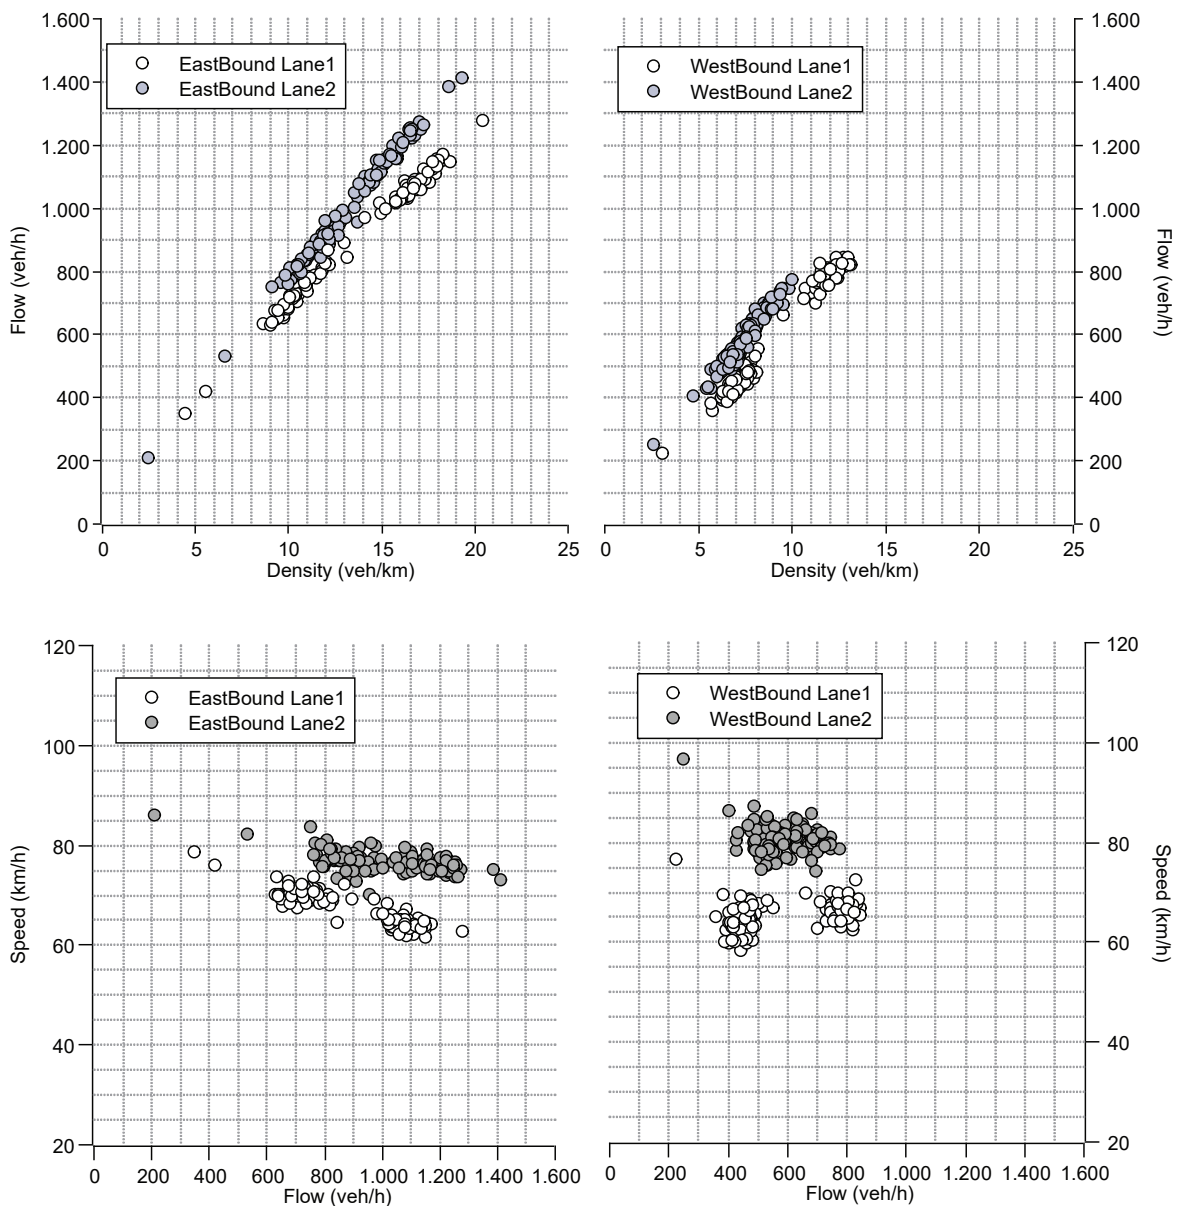 1.600
1.400
1.200
1.000
800
600
400
200
0
Flow (veh/h)
EastBound Lane1
EastBound Lane2
0 5 10 15 20 25
Density (veh/km)
WestBound Lane1
WestBound Lane2
1.600
1.400
1.200
1.000
800
600
400
200
0
Flow (veh/h)
0 5 10 15 20 25
Density (veh/km)
120
100
80
60
40
20
Speed (km/h)
EastBound Lane1
EastBound Lane2
0 200 400 600 800 1.000 1.200 1.400 1.600
Flow (veh/h)
WestBound Lane1
WestBound Lane2
120
100
80
60
40
20
Speed (km/h)
0 200 400 600 800 1.000 1.200 1.400 1.600
Flow (veh/h)